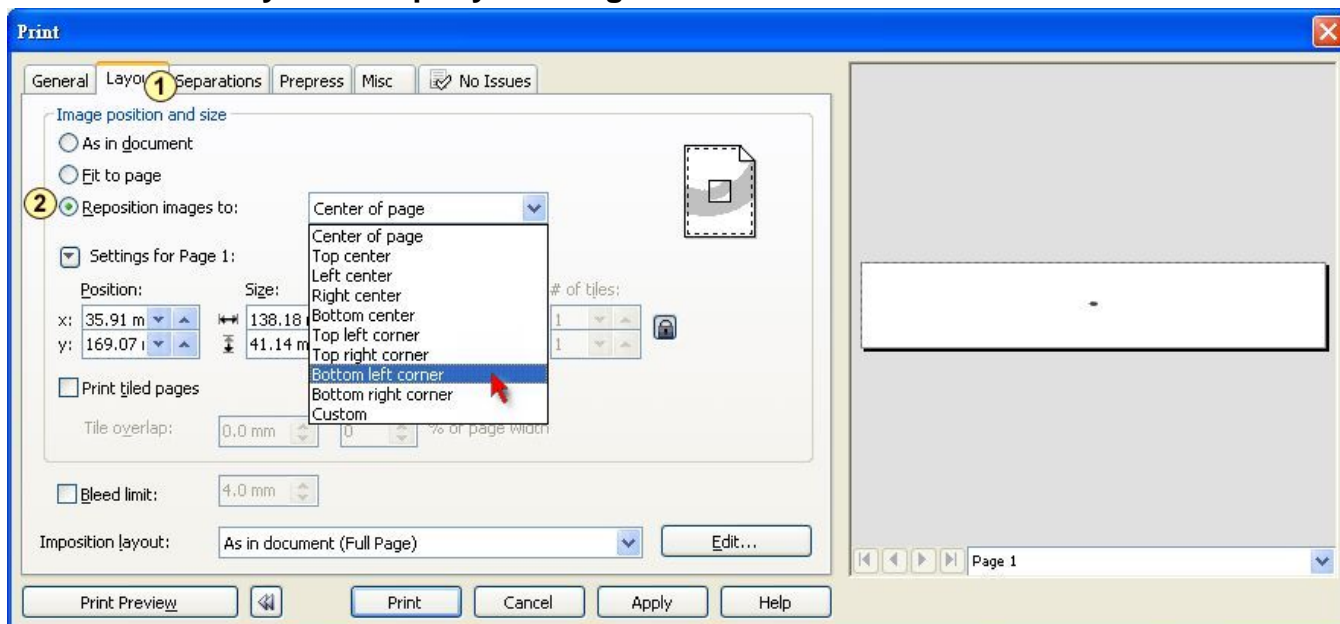 Print
General Layou 1 Separations Prepress Misc No Issues
Image position and size
As in document
Fit to page
2 Reposition images to: Center of page
Center of page
Top center
Left center
Right center
Bottom center
Top left corner
Top right corner
Bottom left corner
Bottom right corner
Custom
Settings for Page 1:
Position: Size: # of tiles:
x: 35.91 m 138.18 1
y: 169.07 41.14 m 1
Print tiled pages
Tile overlap: 0.0 mm 0 % of page width
Bleed limit: 4.0 mm
Imposition layout: As in document (Full Page) Edit...
Page 1
Print Preview Print Cancel Apply Help